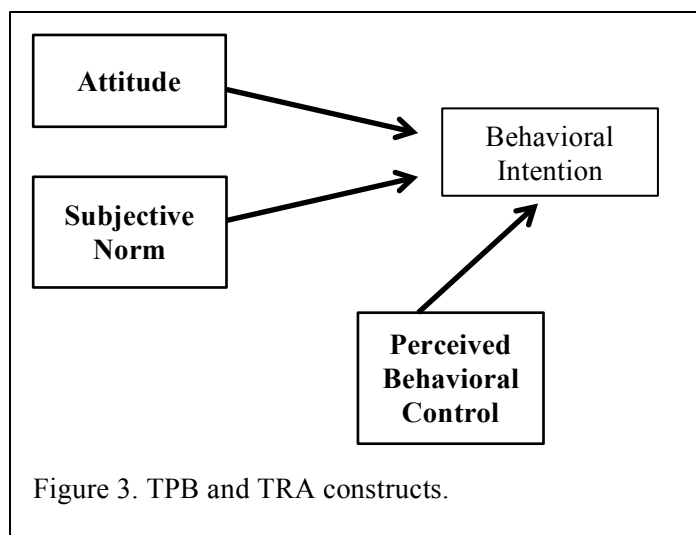 Attitude
Behavioral
Intention
Subjective
Norm
Perceived
Behavioral
Control
Figure 3. TPB and TRA constructs.